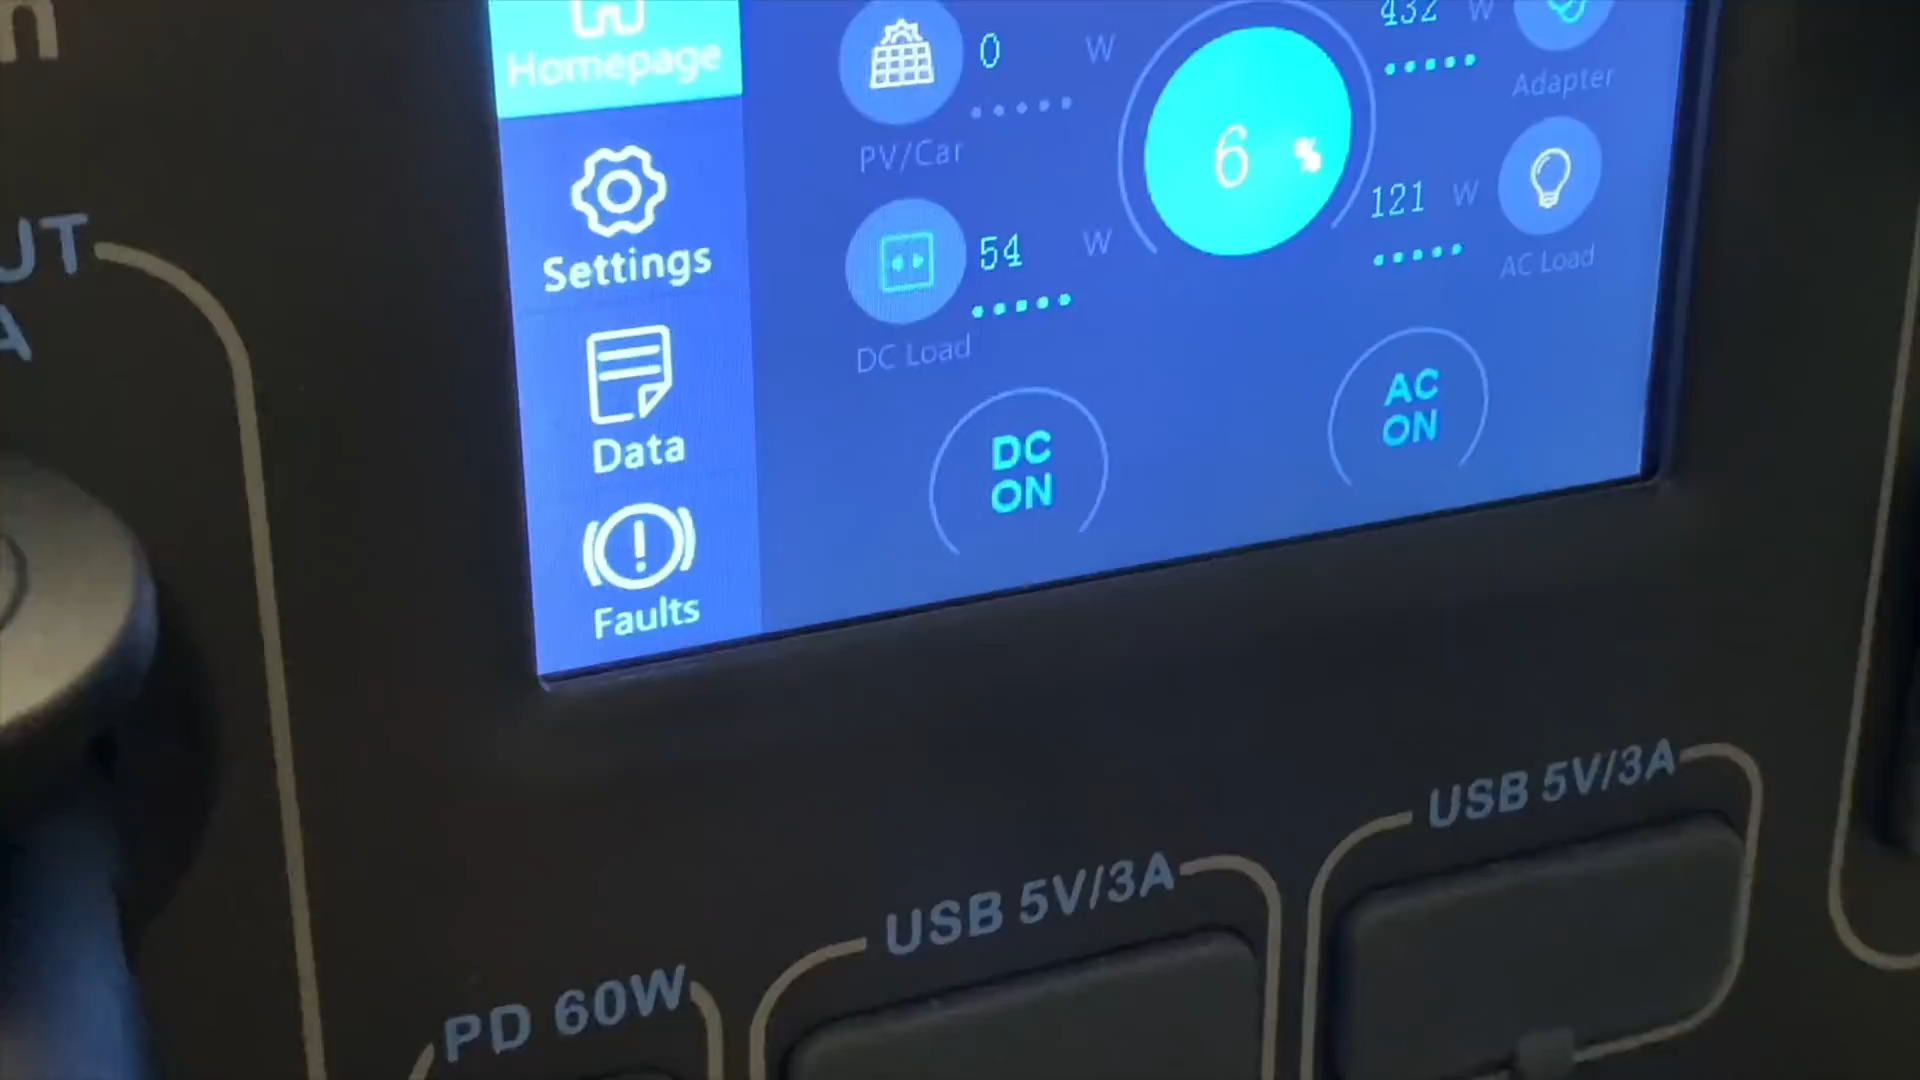 Homepage
Settings
Data
Faults
0 W
PV/Car
54 W
DC Load
6 %
432 W
Adapter
121 W
AC Load
DC
ON
AC
ON
UT
A
PD 60W
USB 5V/3A
USB 5V/3A